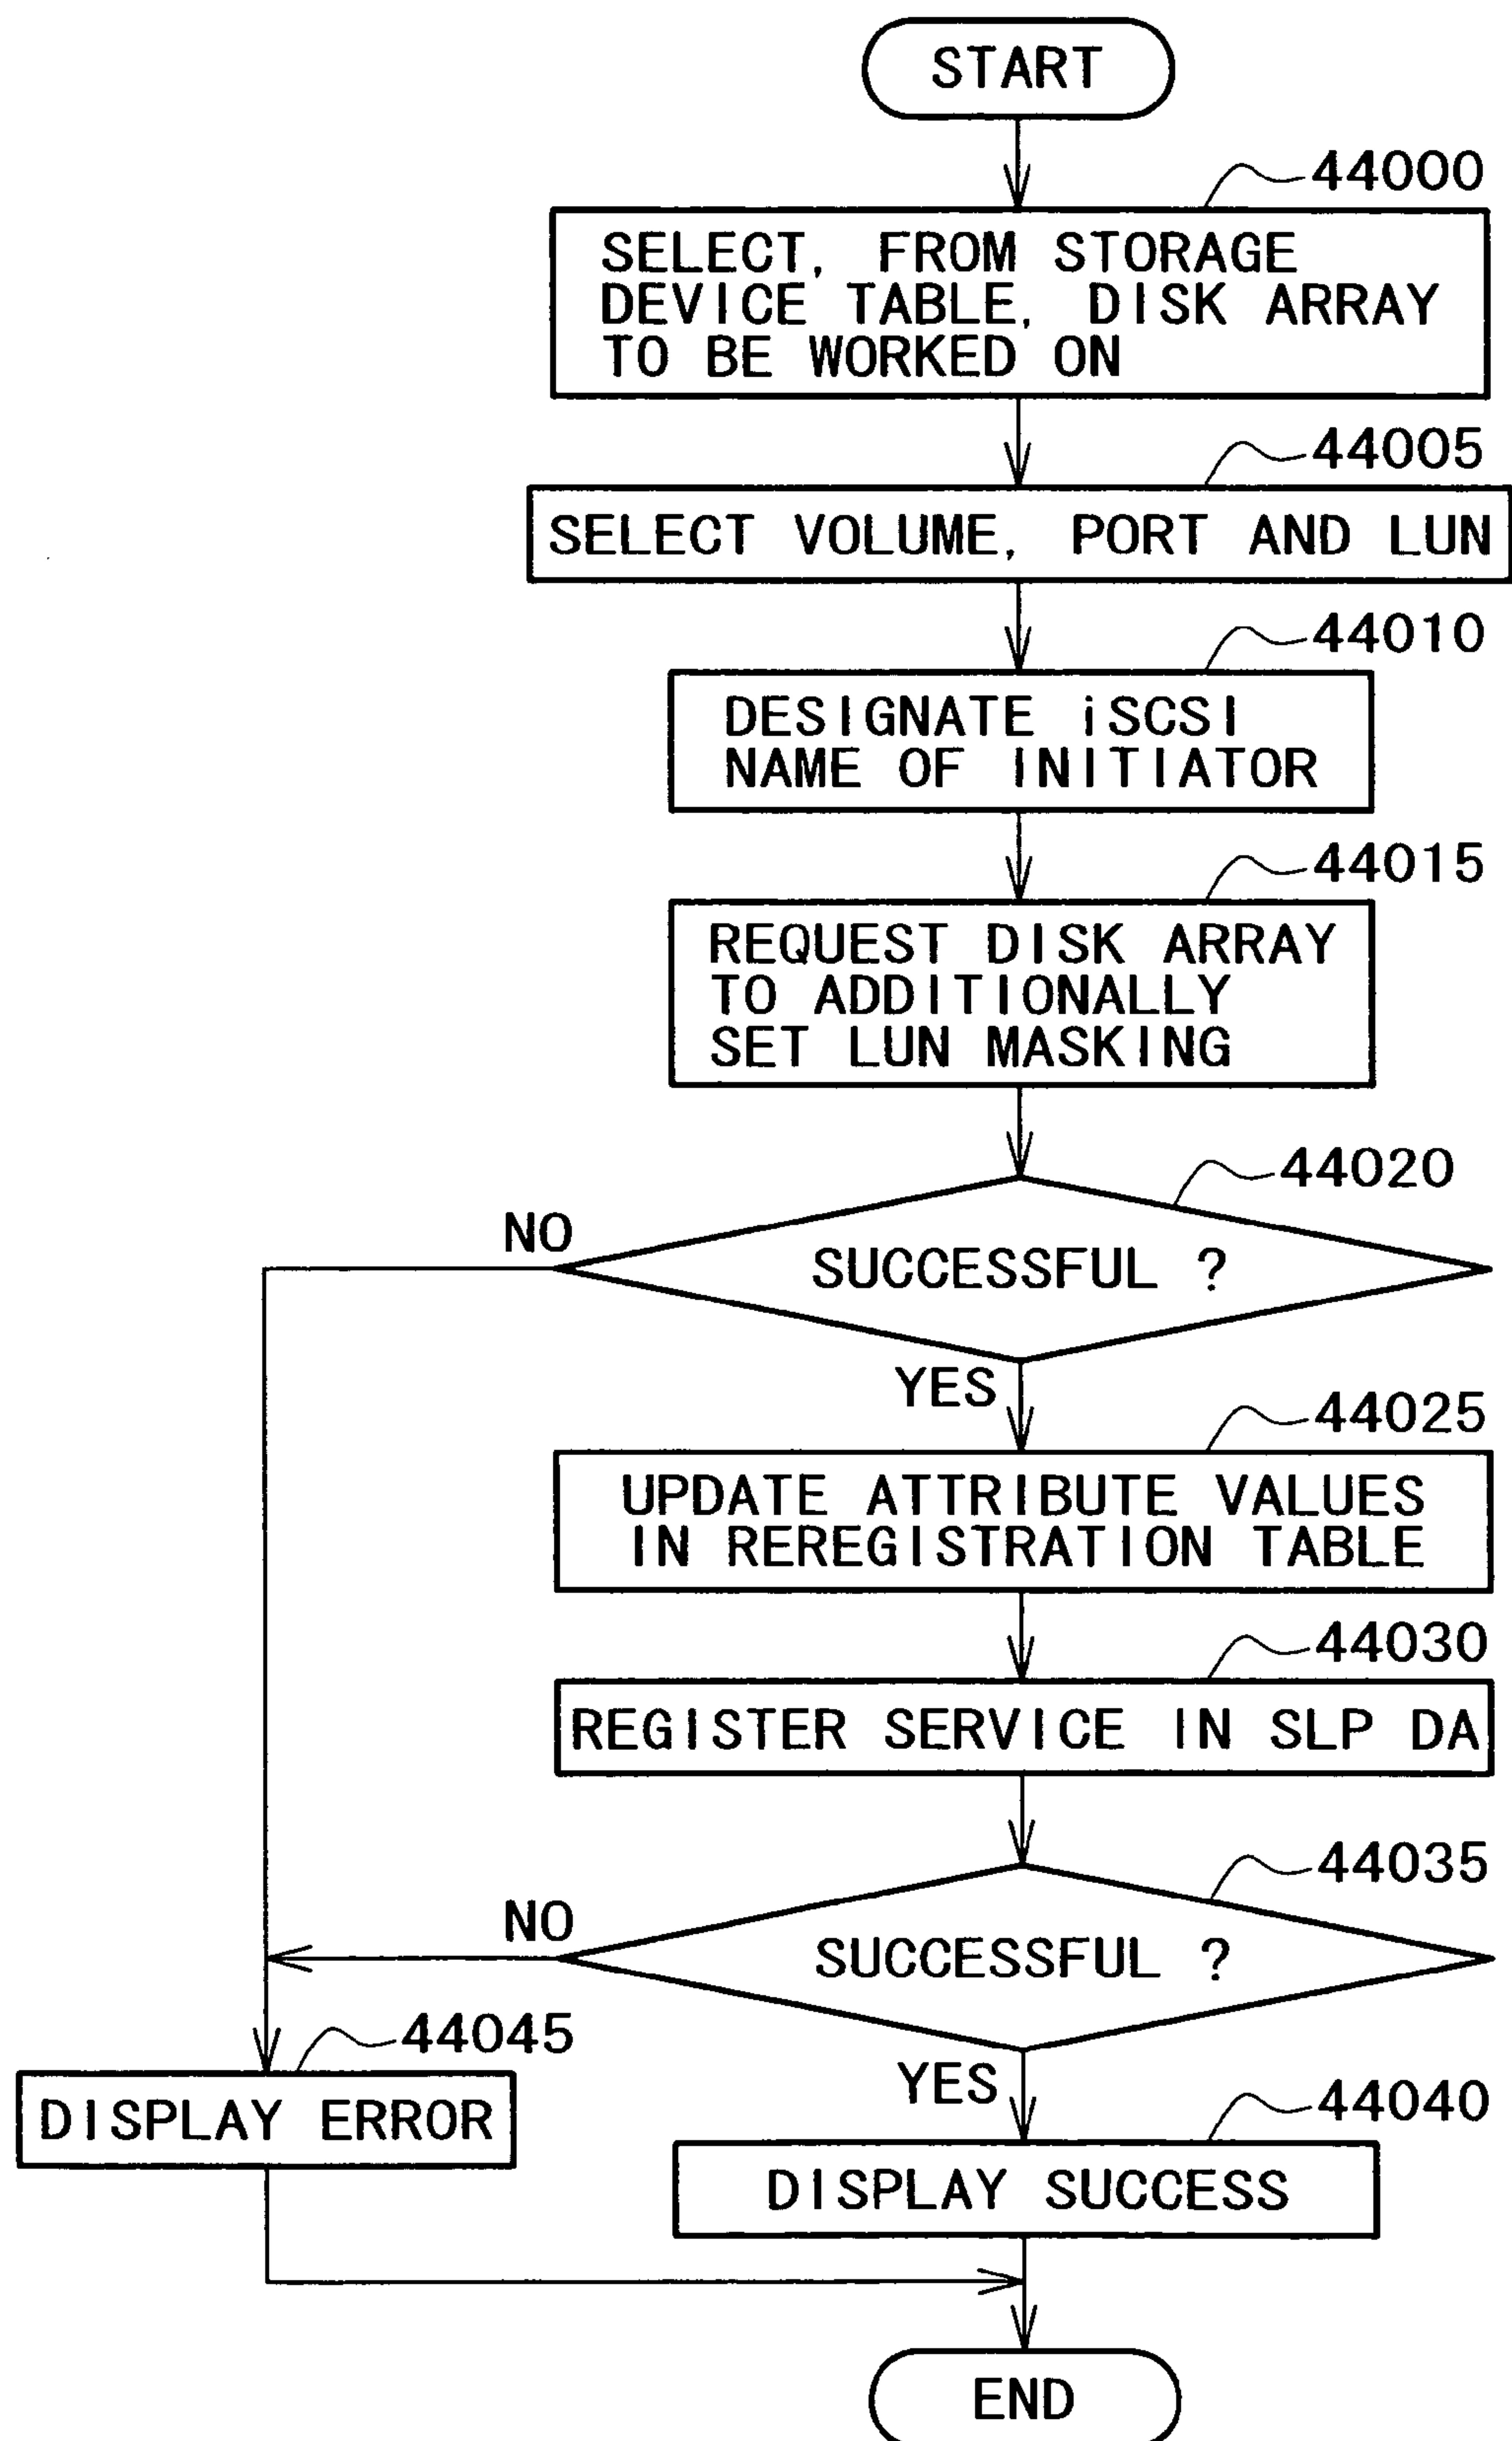 START
44000
SELECT, FROM STORAGE
DEVICE TABLE, DISK ARRAY
TO BE WORKED ON
44005
SELECT VOLUME, PORT AND LUN
44010
DESIGNATE iSCSI
NAME OF INITIATOR
44015
REQUEST DISK ARRAY
TO ADDITIONALLY
SET LUN MASKING
44020
NO
SUCCESSFUL ?
YES
44025
UPDATE ATTRIBUTE VALUES
IN REREGISTRATION TABLE
44030
REGISTER SERVICE IN SLP DA
44035
NO
SUCCESSFUL ?
44045
DISPLAY ERROR
YES
44040
DISPLAY SUCCESS
END